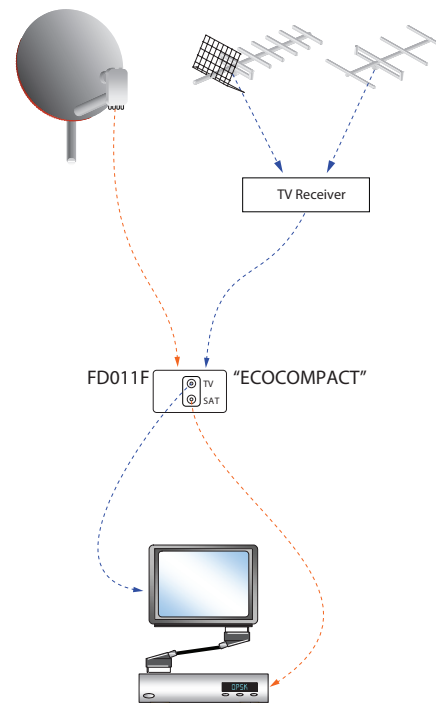 TV Receiver
FD011F
"ECOCOMPACT"
TV
SAT
QPSK